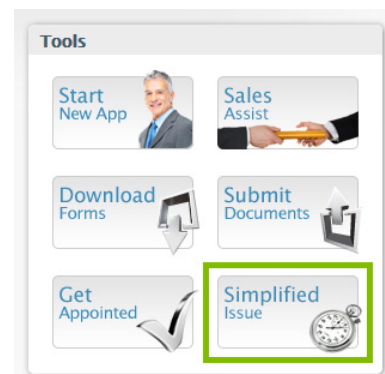 Tools
Start
New App
Sales
Assist
Download
Forms
Submit
Documents
Get
Appointed
Simplified
Issue